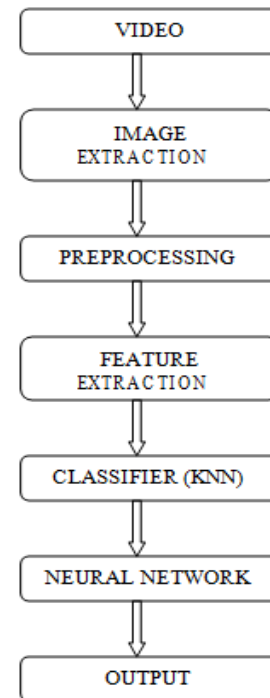 VIDEO
IMAGE
EXTRACTION
PREPROCESSING
FEATURE
EXTRACTION
CLASSIFIER (KNN)
NEURAL NETWORK
OUTPUT